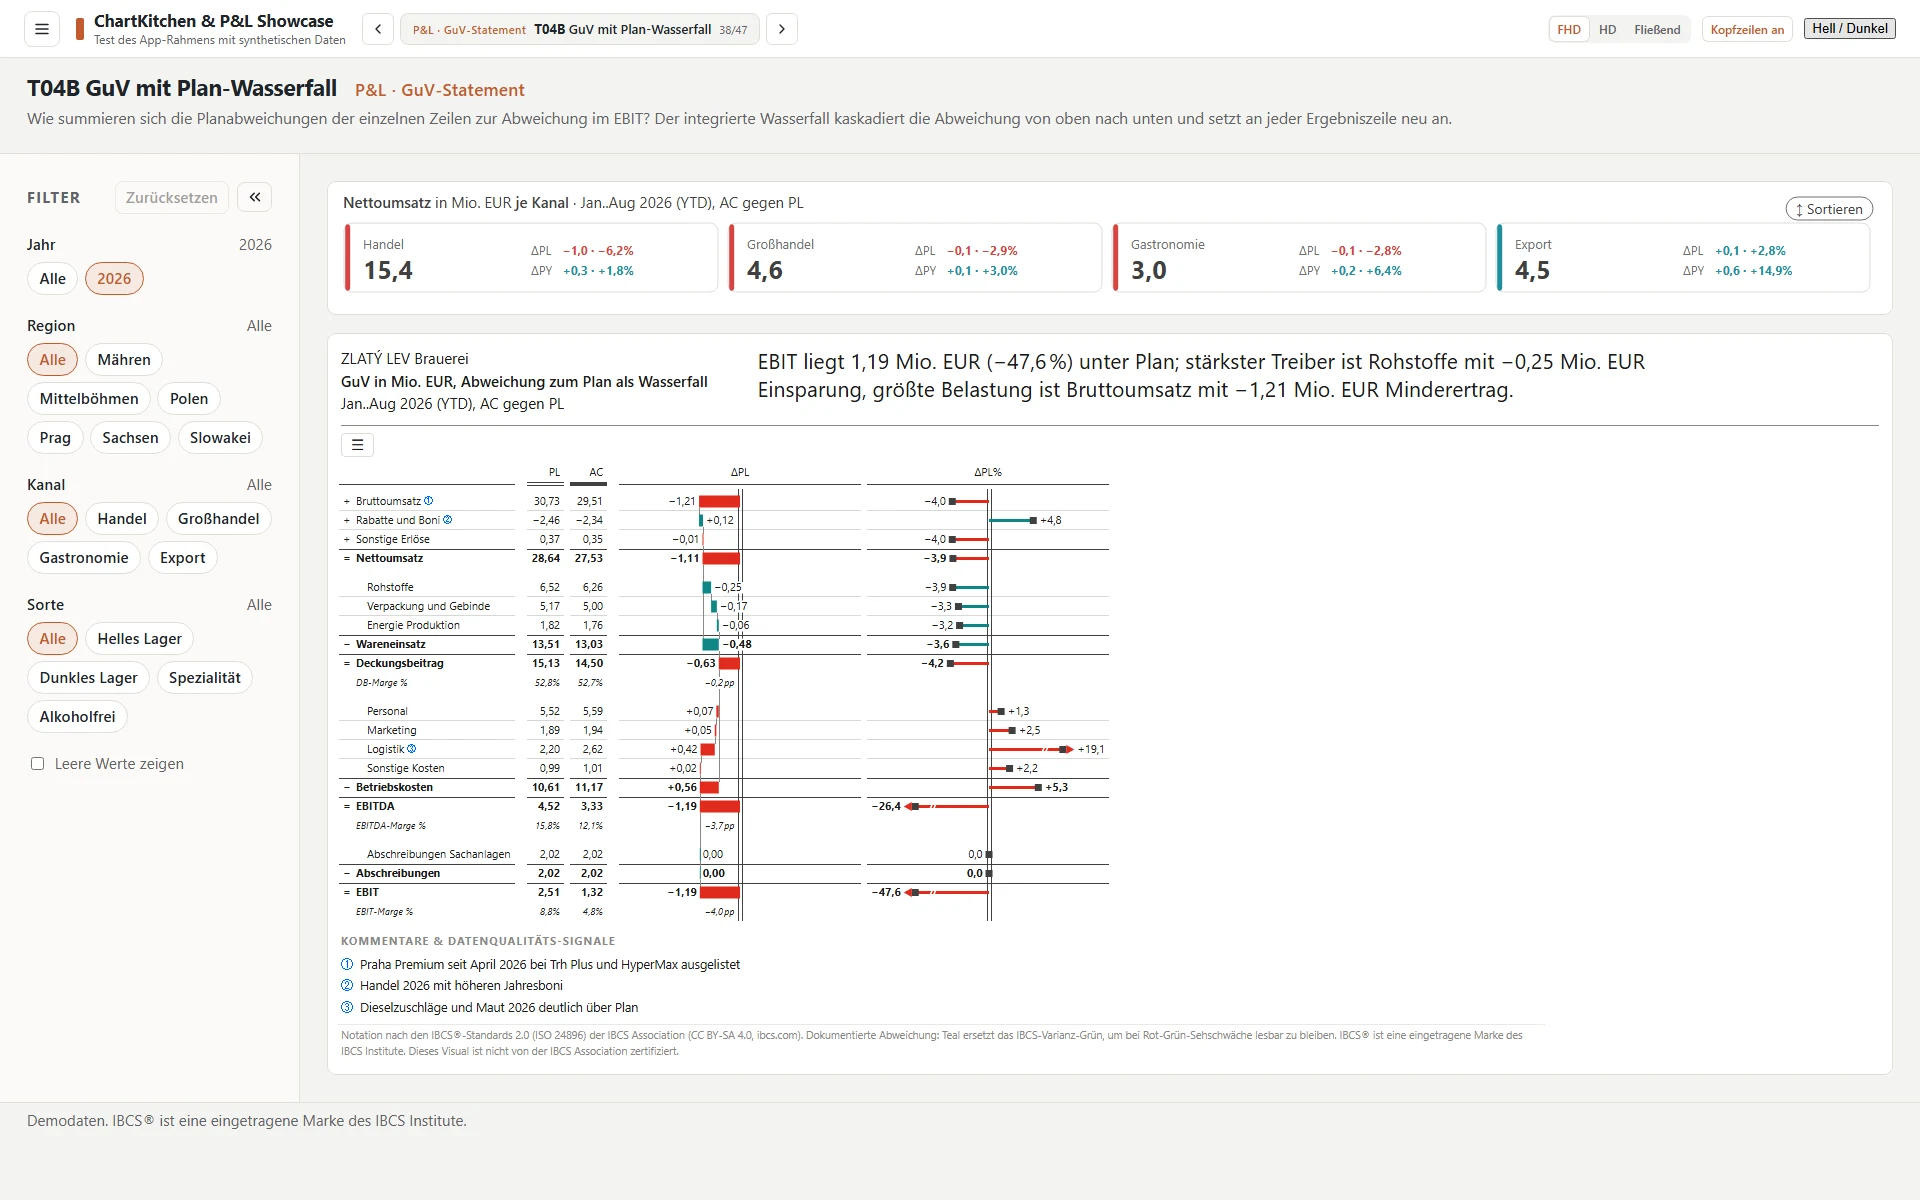 ChartKitchen & P&L Showcase
Test des App-Rahmens mit synthetischen Daten
P&L · GuV-Statement T04B GuV mit Plan-Wasserfall 38/47
FHD HD Fließend
Kopfzeilen an
Hell / Dunkel
T04B GuV mit Plan-Wasserfall P&L · GuV-Statement
Wie summieren sich die Planabweichungen der einzelnen Zeilen zur Abweichung im EBIT? Der integrierte Wasserfall kaskadiert die Abweichung von oben nach unten und setzt an jeder Ergebniszeile neu an.
FILTER Zurücksetzen
Jahr 2026
Alle 2026
Region Alle
Alle Mähren
Mittelböhmen Polen
Prag Sachsen Slowakei
Kanal Alle
Alle Handel Großhandel
Gastronomie Export
Sorte Alle
Alle Helles Lager
Dunkles Lager Spezialität
Alkoholfrei
Leere Werte zeigen
Nettoumsatz in Mio. EUR je Kanal · Jan..Aug 2026 (YTD), AC gegen PL
Sortieren
Handel
15,4
ΔPL −1,0 · −6,2%
ΔPY +0,3 · +1,8%
Großhandel
4,6
ΔPL −0,1 · −2,9%
ΔPY +0,1 · +3,0%
Gastronomie
3,0
ΔPL −0,1 · −2,8%
ΔPY +0,2 · +6,4%
Export
4,5
ΔPL +0,1 · +2,8%
ΔPY +0,6 · +14,9%
ZLATÝ LEV Brauerei
GuV in Mio. EUR, Abweichung zum Plan als Wasserfall
Jan..Aug 2026 (YTD), AC gegen PL
EBIT liegt 1,19 Mio. EUR (−47,6 %) unter Plan; stärkster Treiber ist Rohstoffe mit −0,25 Mio. EUR
Einsparung, größte Belastung ist Bruttoumsatz mit −1,21 Mio. EUR Minderertrag.
PL AC ΔPL ΔPL%
+ Bruttoumsatz ① 30,73 29,51 −1,21 −4,0
+ Rabatte und Boni ② −2,46 −2,34 +0,12 +4,8
+ Sonstige Erlöse 0,37 0,35 −0,01 −4,0
= Nettoumsatz 28,64 27,53 −1,11 −3,9
Rohstoffe 6,52 6,26 −0,25 −3,9
Verpackung und Gebinde 5,17 5,00 −0,17 −3,3
Energie Produktion 1,82 1,76 −0,06 −3,2
− Wareneinsatz 13,51 13,03 −0,48 −3,6
= Deckungsbeitrag 15,13 14,50 −0,63 −4,2
DB-Marge % 52,8% 52,7% −0,2 pp
Personal 5,52 5,59 +0,07 +1,3
Marketing 1,89 1,94 +0,05 +2,5
Logistik ③ 2,20 2,62 +0,42 +19,1
Sonstige Kosten 0,99 1,01 +0,02 +2,2
− Betriebskosten 10,61 11,17 +0,56 +5,3
= EBITDA 4,52 3,33 −1,19 −26,4
EBITDA-Marge % 15,8% 12,1% −3,7 pp
Abschreibungen Sachanlagen 2,02 2,02 0,00 0,0
− Abschreibungen 2,02 2,02 0,00 0,0
= EBIT 2,51 1,32 −1,19 −47,6
EBIT-Marge % 8,8% 4,8% −4,0 pp
KOMMENTARE & DATENQUALITÄTS-SIGNALE
① Praha Premium seit April 2026 bei Trh Plus und HyperMax ausgelistet
② Handel 2026 mit höheren Jahresboni
③ Dieselzuschläge und Maut 2026 deutlich über Plan
Notation nach den IBCS®-Standards 2.0 (ISO 24896) der IBCS Association (CC BY-SA 4.0, ibcs.com). Dokumentierte Abweichung: Teal ersetzt das IBCS-Varianz-Grün, um bei Rot-Grün-Sehschwäche lesbar zu bleiben. IBCS® ist eine eingetragene Marke des
IBCS Institute. Dieses Visual ist nicht von der IBCS Association zertifiziert.
Demodaten. IBCS® ist eine eingetragene Marke des IBCS Institute.